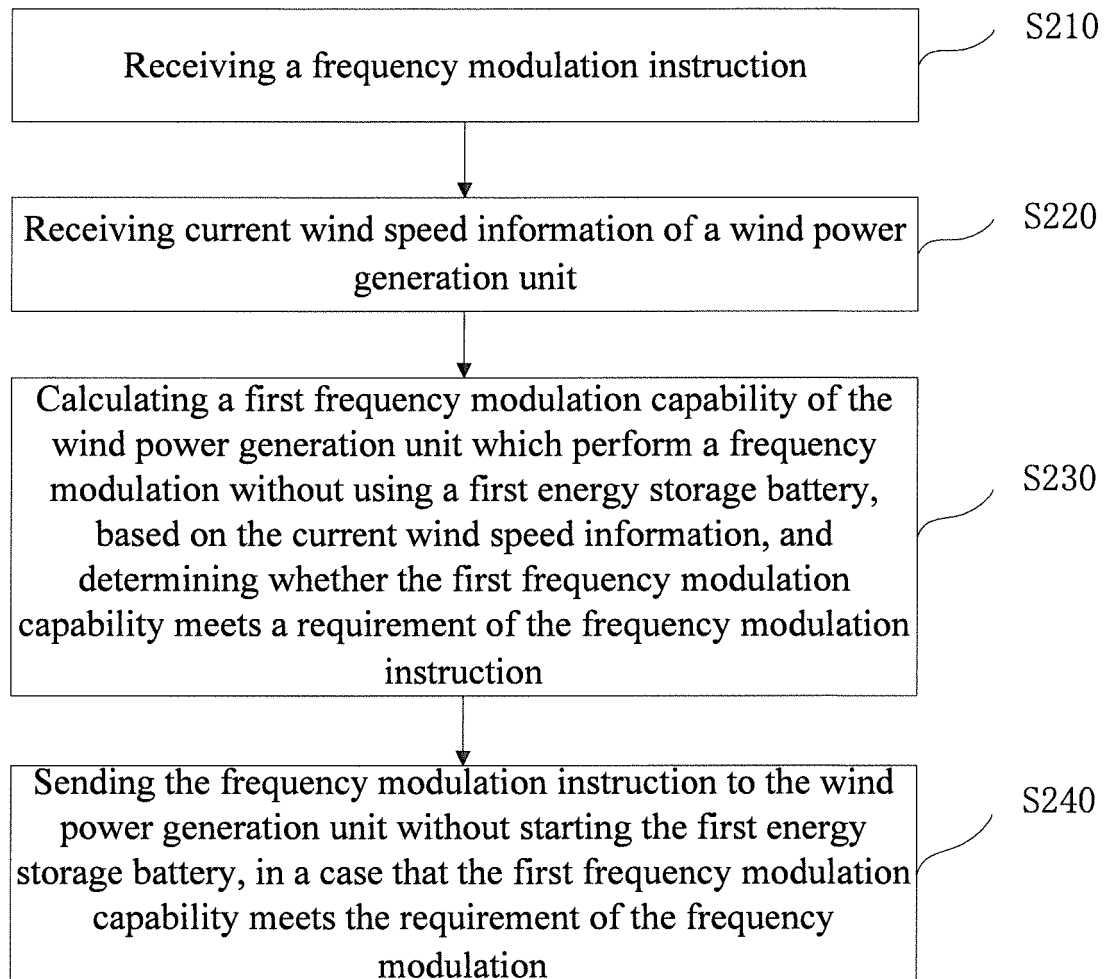 S210
Receiving a frequency modulation instruction
S220
Receiving current wind speed information of a wind power
generation unit
Calculating a first frequency modulation capability of the
wind power generation unit which perform a frequency
modulation without using a first energy storage battery,
based on the current wind speed information, and
determining whether the first frequency modulation
capability meets a requirement of the frequency modulation
instruction
S230
Sending the frequency modulation instruction to the wind
power generation unit without starting the first energy
storage battery, in a case that the first frequency modulation
capability meets the requirement of the frequency
modulation
S240